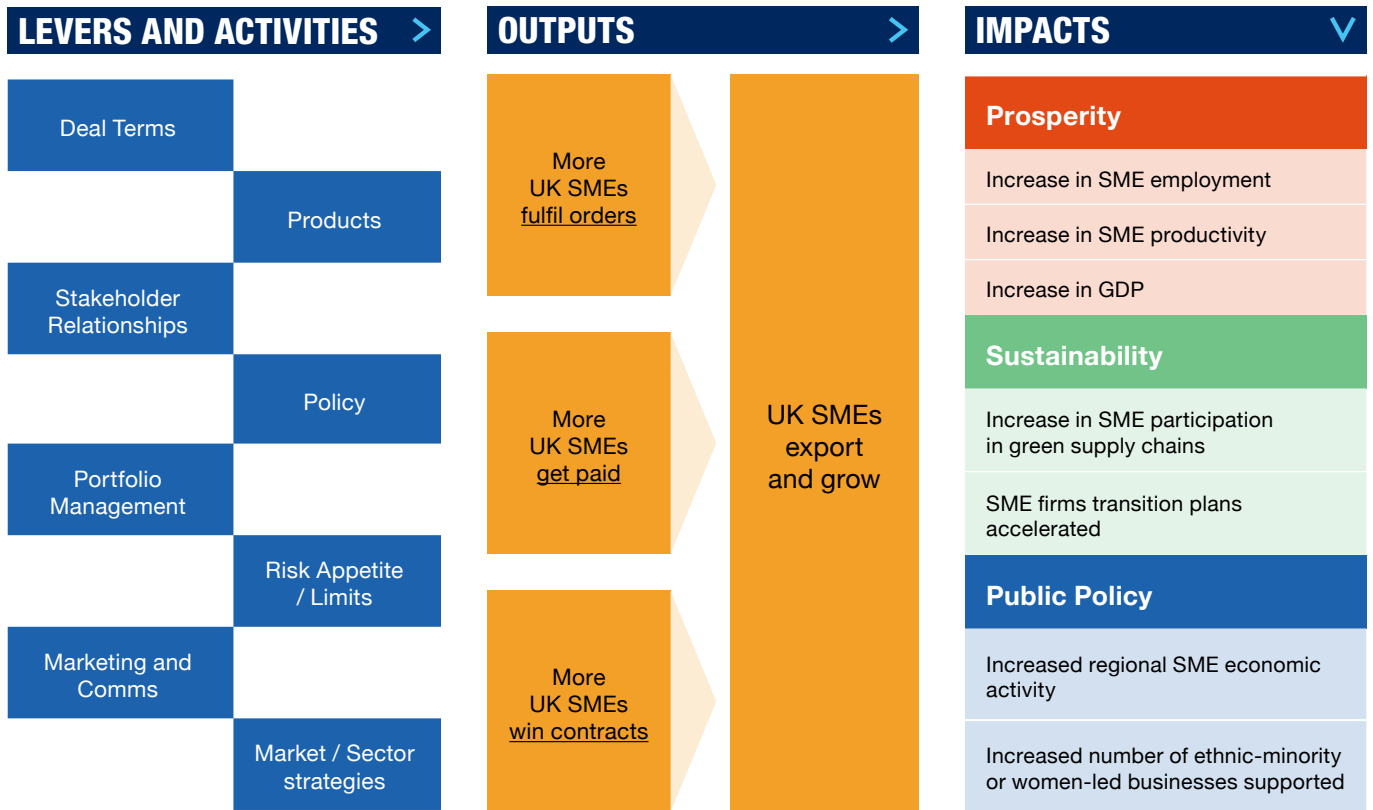 LEVERS AND ACTIVITIES >
Deal Terms
Products
Stakeholder
Relationships
Policy
Portfolio
Management
Risk Appetite
/ Limits
Marketing and
Comms
Market / Sector
strategies
OUTPUTS >
More
UK SMEs
fulfil orders
More
UK SMEs
get paid
More
UK SMEs
win contracts
UK SMEs
export
and grow
IMPACTS
Prosperity
Increase in SME employment
Increase in SME productivity
Increase in GDP
Sustainability
Increase in SME participation
in green supply chains
SME firms transition plans
accelerated
Public Policy
Increased regional SME economic
activity
Increased number of ethnic-minority
or women-led businesses supported